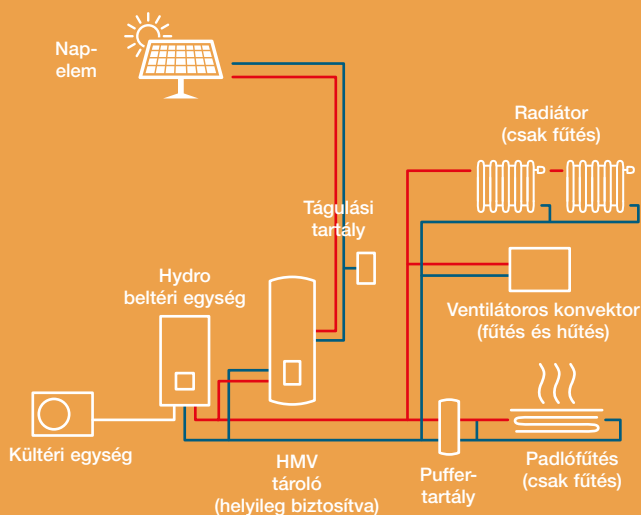 Nap-
elem
Radiátor
(csak fűtés)
Tágulási
tartály
Hydro
beltéri egység
Ventilátoros konvektor
(fűtés és hűtés)
Kültéri egység
HMV
tároló
(helyileg biztosítva)
Puffer-
tartály
Padlófűtés
(csak fűtés)